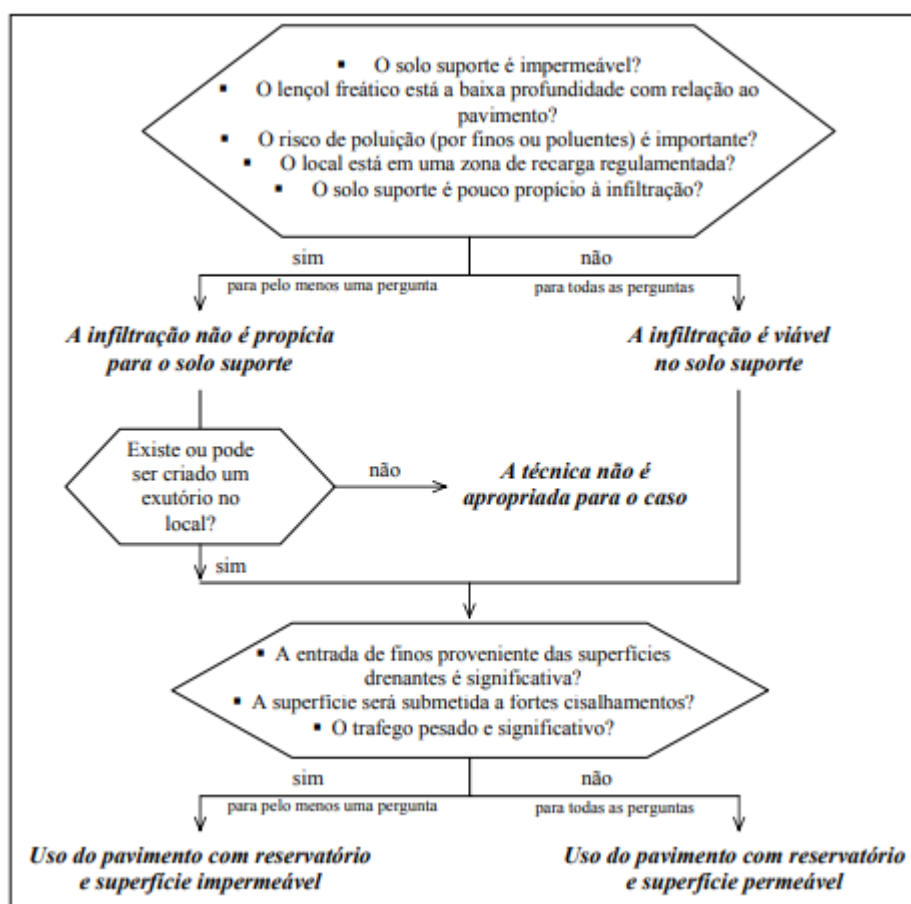 ▪ O solo suporte é impermeável?
▪ O lençol freático está a baixa profundidade com relação ao
pavimento?
▪ O risco de poluição (por finos ou poluentes) é importante?
▪ O local está em uma zona de recarga regulamentada?
▪ O solo suporte é pouco propício à infiltração?
sim
não
para pelo menos uma pergunta
para todas as perguntas
A infiltração não é propícia
para o solo suporte
A infiltração é viável
no solo suporte
Existe ou pode
ser criado um
exutório no
local?
não
A técnica não é
apropriada para o caso
sim
▪ A entrada de finos proveniente das superfícies
drenantes é significativa?
▪ A superfície será submetida a fortes cisalhamentos?
▪ O trafego pesado e significativo?
sim
não
para pelo menos uma pergunta
para todas as perguntas
Uso do pavimento com reservatório
e superfície impermeável
Uso do pavimento com reservatório
e superfície permeável